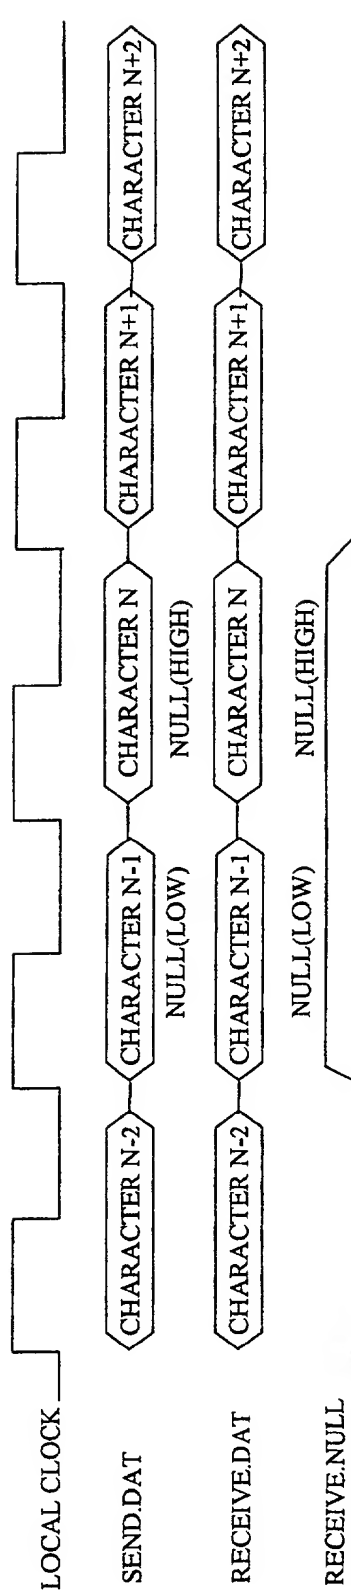 LOCAL CLOCK
SEND.DAT CHARACTER N-2 CHARACTER N-1 CHARACTER N CHARACTER N+1 CHARACTER N+2
NULL(LOW) NULL(HIGH)
RECEIVE.DAT CHARACTER N-2 CHARACTER N-1 CHARACTER N CHARACTER N+1 CHARACTER N+2
NULL(LOW) NULL(HIGH)
RECEIVE.NULL